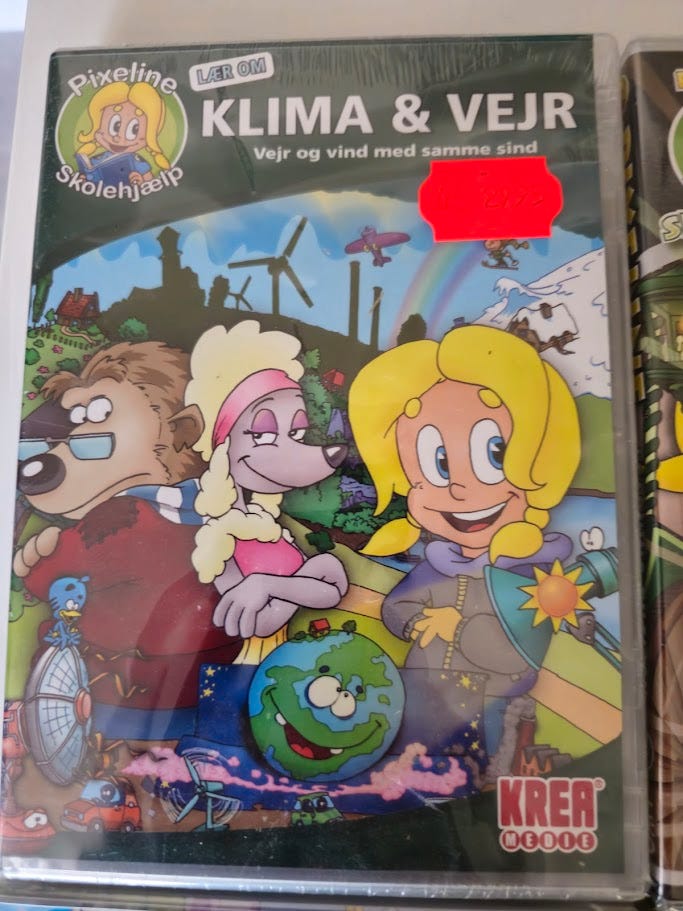 Pixeline
Skolehjælp
LÆR OM
KLIMA & VEJR
Vejr og vind med samme sind
KREA
MEDIE